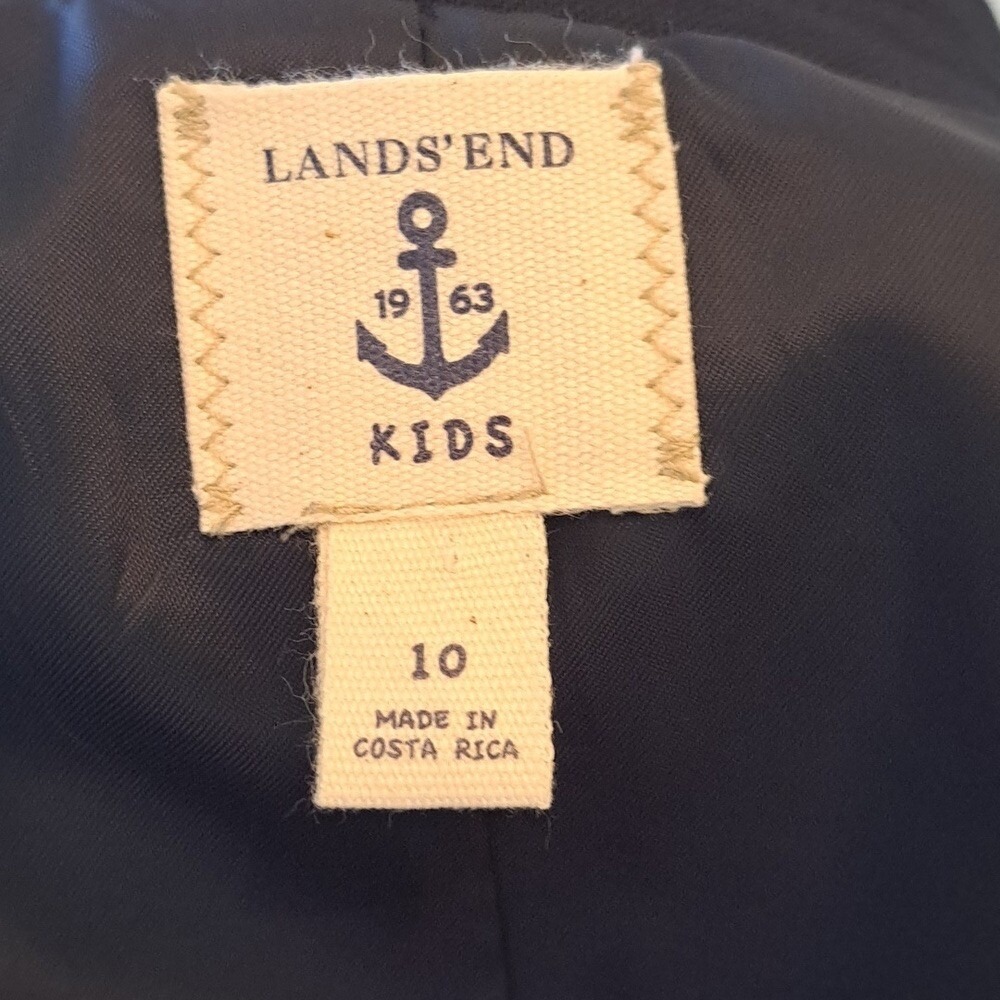 LANDS' END
19 63
KIDS
10
MADE IN
COSTA RICA